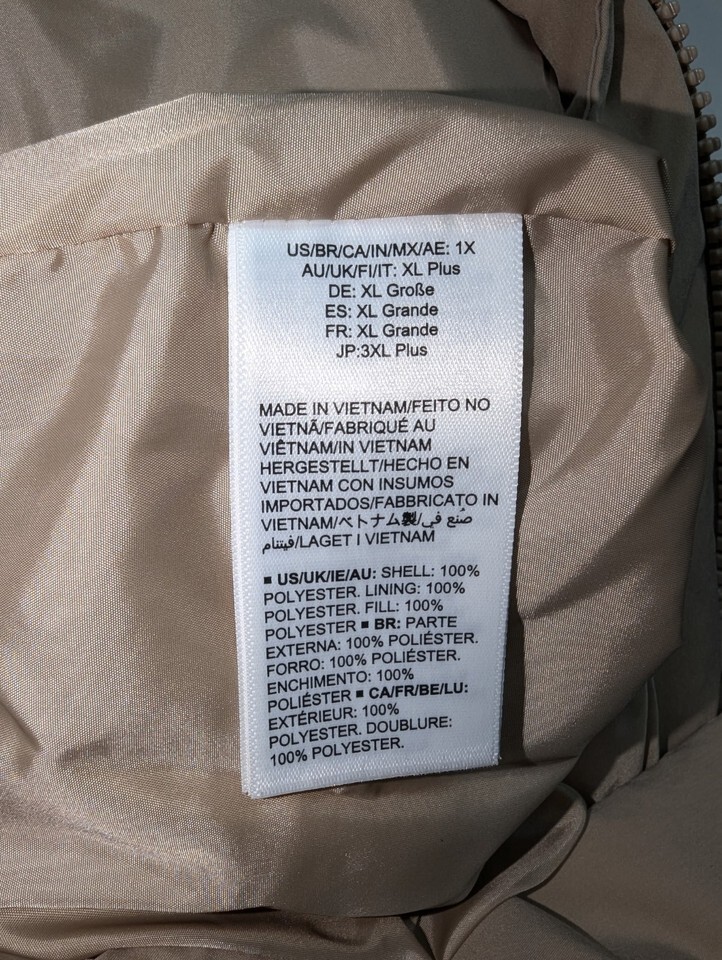 US/BR/CA/IN/MX/AE: 1X
AU/UK/FI/IT: XL Plus
DE: XL Große
ES: XL Grande
FR: XL Grande
JP:3XL Plus
MADE IN VIETNAM/FEITO NO
VIETNÃ/FABRIQUÉ AU
VIÊTNAM/IN VIETNAM
HERGESTELLT/HECHO EN
VIETNAM CON INSUMOS
IMPORTADOS/FABBRICATO IN
VIETNAM/ベトナム製/صُنع في
فيتنام/LAGET I VIETNAM
▪ US/UK/IE/AU: SHELL: 100%
POLYESTER. LINING: 100%
POLYESTER. FILL: 100%
POLYESTER ▪ BR: PARTE
EXTERNA: 100% POLIÉSTER.
FORRO: 100% POLIÉSTER.
ENCHIMENTO: 100%
POLIÉSTER ▪ CA/FR/BE/LU:
EXTÉRIEUR: 100%
POLYESTER. DOUBLURE:
100% POLYESTER.